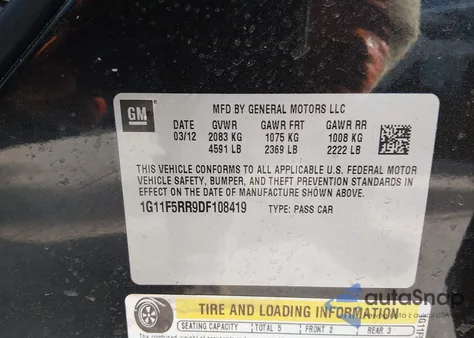 GM
MFD BY GENERAL MOTORS LLC
DATE GVWR GAWR FRT GAWR RR
03/12 2083 KG 1075 KG 1008 KG
4591 LB 2369 LB 2222 LB
THIS VEHICLE CONFORMS TO ALL APPLICABLE U.S. FEDERAL MOTOR
VEHICLE SAFETY, BUMPER, AND THEFT PREVENTION STANDARDS IN
EFFECT ON THE DATE OF MANUFACTURE SHOWN ABOVE.
1G11F5RR9DF108419 TYPE: PASS CAR
autoSnap
TIRE AND LOADING INFORMATION
SEATING CAPACITY TOTAL 5 FRONT 2 REAR 3